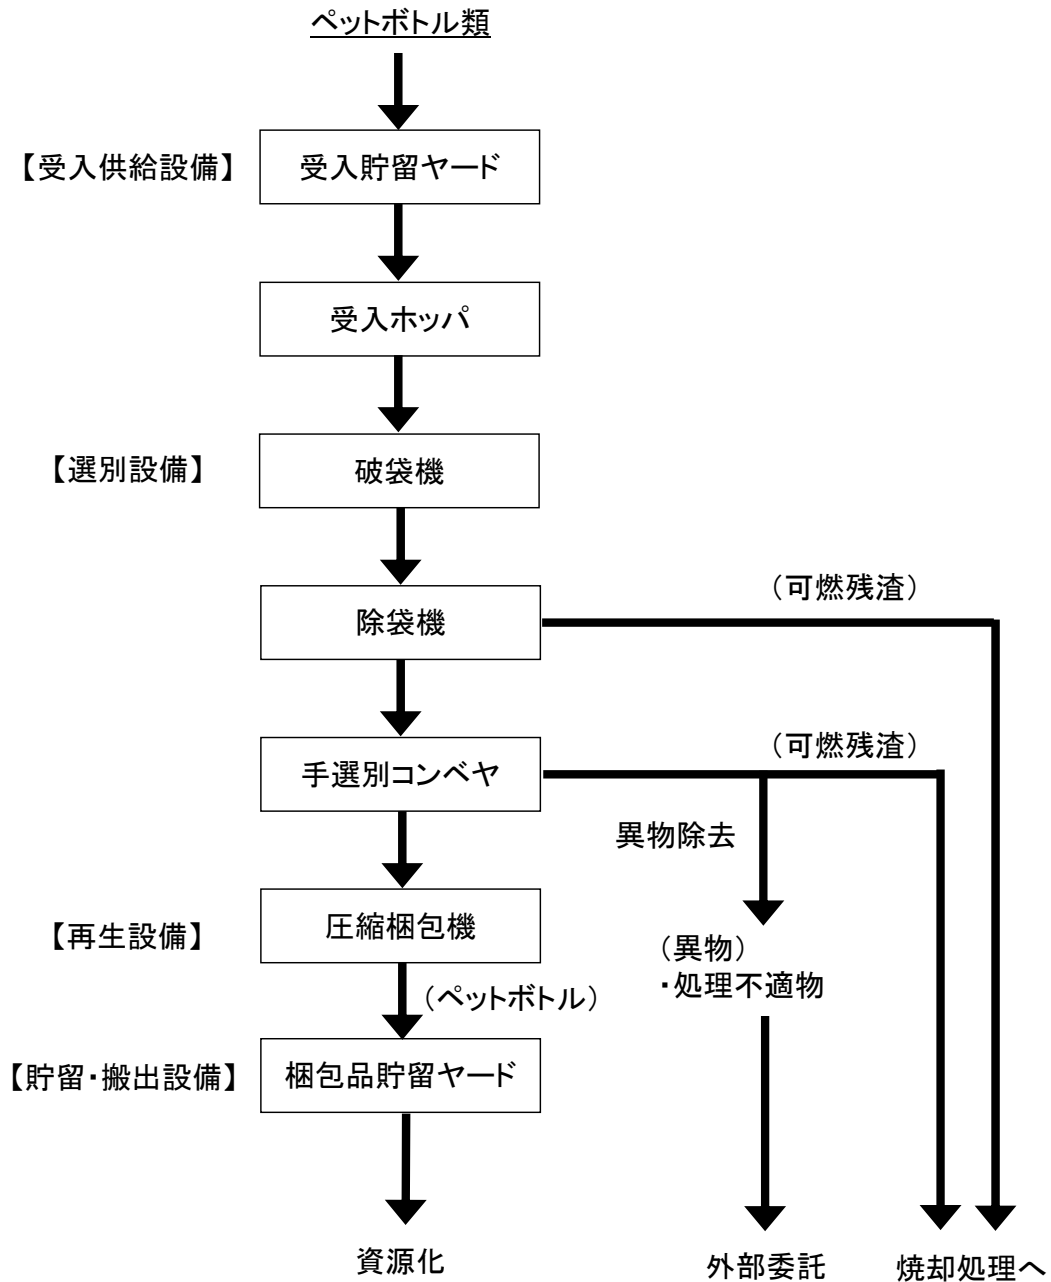 ペットボトル類
【受入供給設備】
受入貯留ヤード
受入ホッパ
【選別設備】
破袋機
除袋機
（可燃残渣）
手選別コンベヤ
（可燃残渣）
異物除去
【再生設備】
圧縮梱包機
（異物）
・処理不適物
（ペットボトル）
【貯留・搬出設備】
梱包品貯留ヤード
資源化
外部委託
焼却処理へ